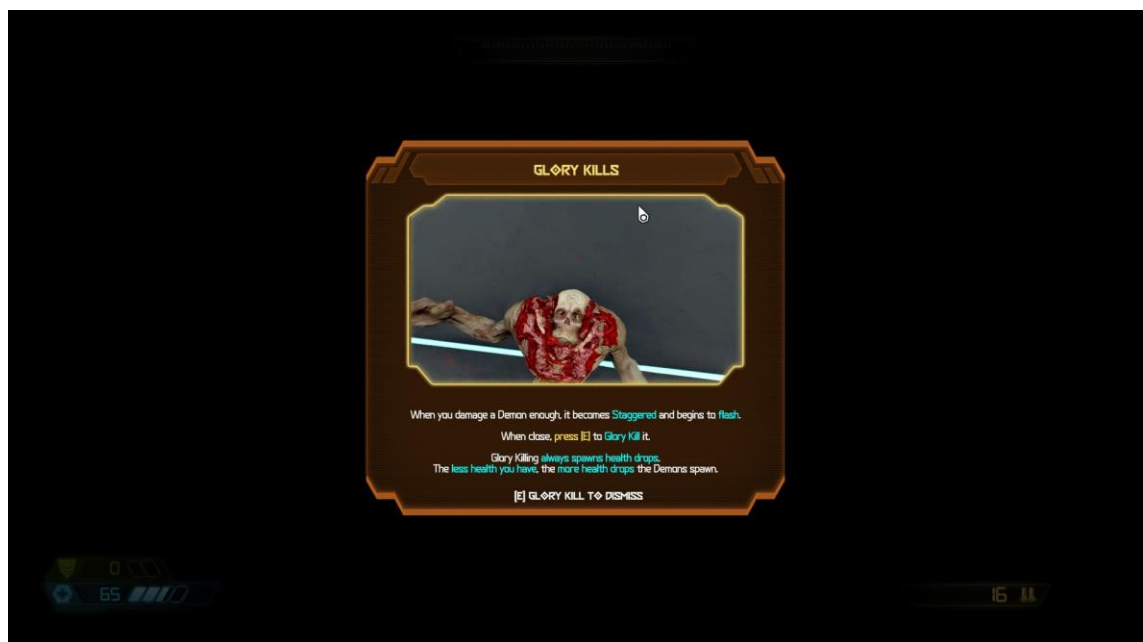 GLORY KILLS
When you damage a Demon enough, it becomes Staggered and begins to flash.
When close, press [E] to Glory Kill it.
Glory Killing always spawns health drops.
The less health you have, the more health drops the Demons spawn.
[E] GLORY KILL TO DISMISS
0
65
16